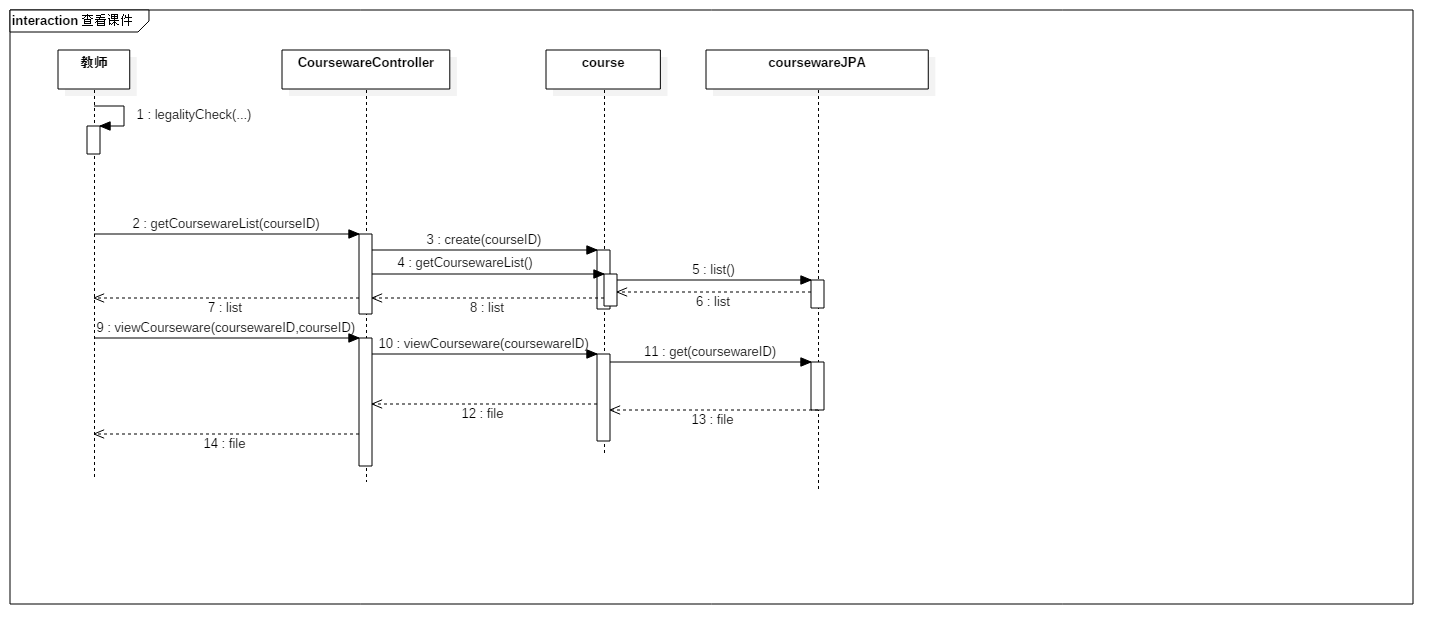 interaction 查看课件
教师
CoursewareController
course
coursewareJPA
1 : legalityCheck(...)
2 : getCoursewareList(courseID)
3 : create(courseID)
4 : getCoursewareList()
5 : list()
6 : list
7 : list
8 : list
9 : viewCourseware(coursewareID,courseID)
10 : viewCourseware(coursewareID)
11 : get(coursewareID)
12 : file
13 : file
14 : file